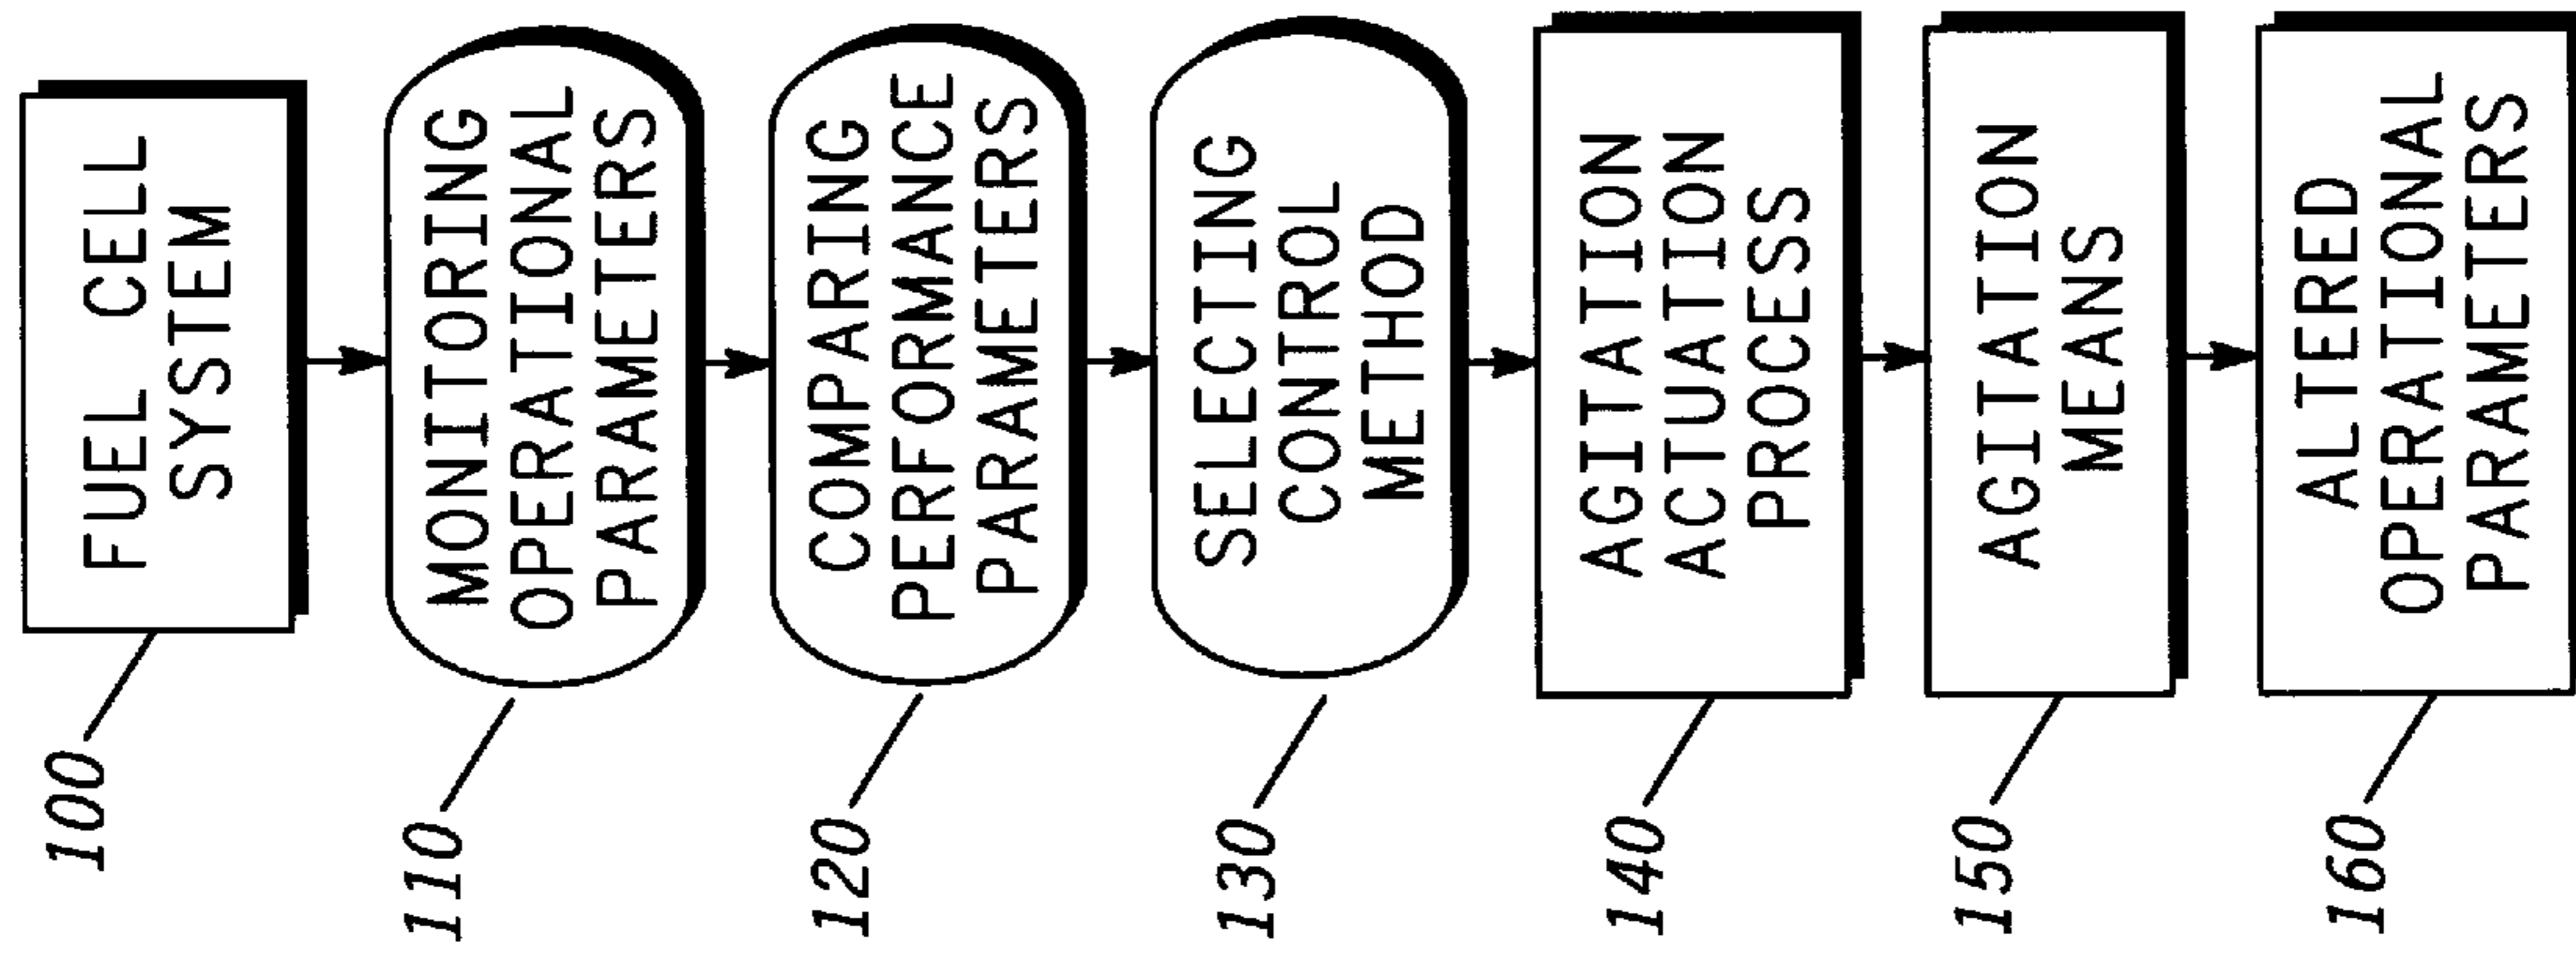 100
FUEL CELL
SYSTEM
110
MONITORING
OPERATIONAL
PARAMETERS
120
COMPARING
PERFORMANCE
PARAMETERS
130
SELECTING
CONTROL
METHOD
140
AGITATION
ACTUATION
PROCESS
150
AGITATION
MEANS
160
ALTERED
OPERATIONAL
PARAMETERS